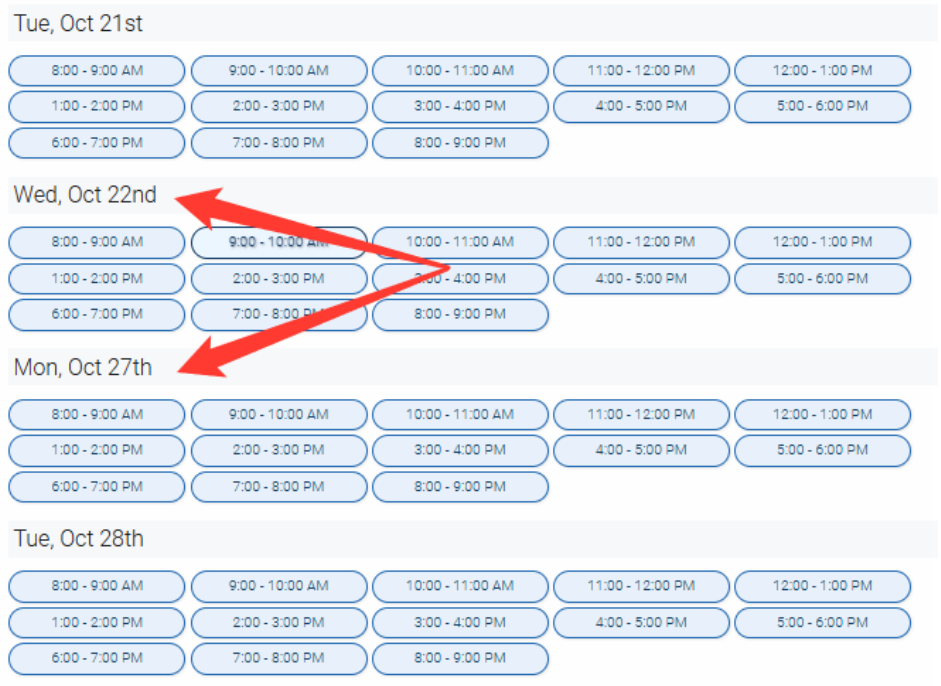 Tue, Oct 21st
8:00 - 9:00 AM 9:00 - 10:00 AM 10:00 - 11:00 AM 11:00 - 12:00 PM 12:00 - 1:00 PM
1:00 - 2:00 PM 2:00 - 3:00 PM 3:00 - 4:00 PM 4:00 - 5:00 PM 5:00 - 6:00 PM
6:00 - 7:00 PM 7:00 - 8:00 PM 8:00 - 9:00 PM
Wed, Oct 22nd
8:00 - 9:00 AM 9:00 - 10:00 AM 10:00 - 11:00 AM 11:00 - 12:00 PM 12:00 - 1:00 PM
1:00 - 2:00 PM 2:00 - 3:00 PM 3:00 - 4:00 PM 4:00 - 5:00 PM 5:00 - 6:00 PM
6:00 - 7:00 PM 7:00 - 8:00 PM 8:00 - 9:00 PM
Mon, Oct 27th
8:00 - 9:00 AM 9:00 - 10:00 AM 10:00 - 11:00 AM 11:00 - 12:00 PM 12:00 - 1:00 PM
1:00 - 2:00 PM 2:00 - 3:00 PM 3:00 - 4:00 PM 4:00 - 5:00 PM 5:00 - 6:00 PM
6:00 - 7:00 PM 7:00 - 8:00 PM 8:00 - 9:00 PM
Tue, Oct 28th
8:00 - 9:00 AM 9:00 - 10:00 AM 10:00 - 11:00 AM 11:00 - 12:00 PM 12:00 - 1:00 PM
1:00 - 2:00 PM 2:00 - 3:00 PM 3:00 - 4:00 PM 4:00 - 5:00 PM 5:00 - 6:00 PM
6:00 - 7:00 PM 7:00 - 8:00 PM 8:00 - 9:00 PM